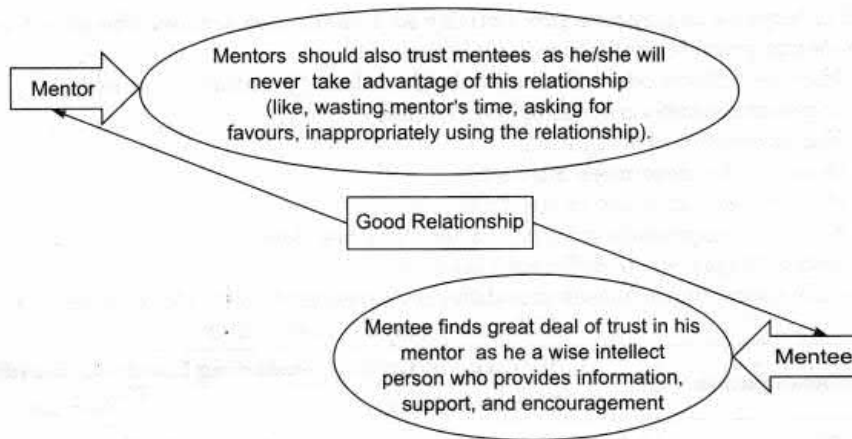 Mentor
Mentors should also trust mentees as he/she will
never take advantage of this relationship
(like, wasting mentor's time, asking for
favours, inappropriately using the relationship).
Good Relationship
Mentee finds great deal of trust in his
mentor as he a wise intellect
person who provides information,
support, and encouragement
Mentee